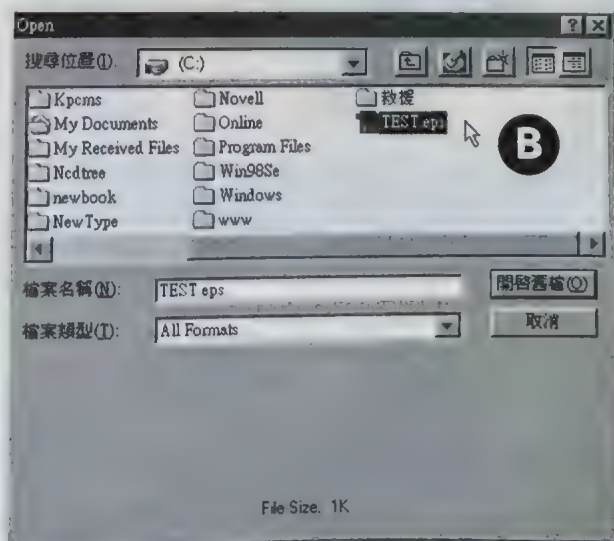 Open
搜尋位置(I): (C:)
Kpcms Novell 救援
My Documents Online TEST eps
My Received Files Program Files
Ncdtree Win98Se
newbook Windows
NewType www
B
檔案名稱(N): TEST eps 開啓舊檔(O)
檔案類型(T): All Formats 取消
File Size: 1K